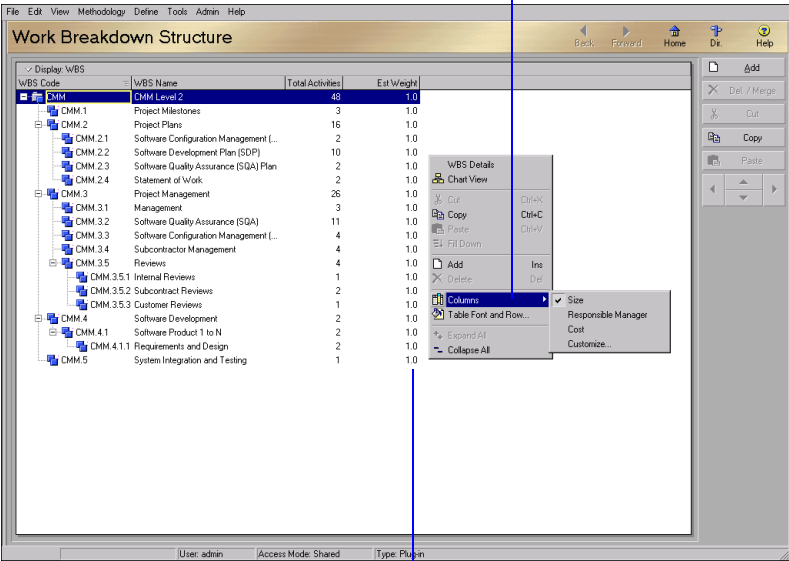 File Edit View Methodology Define Tools Admin Help
Work Breakdown Structure
Back Forward Home Dir. Help
Display: WBS
WBS Code WBS Name Total Activities Est Weight
CMM CMM Level 2 48 1.0
CMM.1 Project Milestones 3 1.0
CMM.2 Project Plans 16 1.0
CMM.2.1 Software Configuration Management (... 2 1.0
CMM.2.2 Software Development Plan (SDP) 10 1.0
CMM.2.3 Software Quality Assurance (SQA) Plan 2 1.0
CMM.2.4 Statement of Work 2 1.0
CMM.3 Project Management 26 1.0
CMM.3.1 Management 3 1.0
CMM.3.2 Software Quality Assurance (SQA) 11 1.0
CMM.3.3 Software Configuration Management (... 4 1.0
CMM.3.4 Subcontractor Management 4 1.0
CMM.3.5 Reviews 4 1.0
CMM.3.5.1 Internal Reviews 1 1.0
CMM.3.5.2 Subcontract Reviews 2 1.0
CMM.3.5.3 Customer Reviews 1 1.0
CMM.4 Software Development 2 1.0
CMM.4.1 Software Product 1 to N 2 1.0
CMM.4.1.1 Requirements and Design 2 1.0
CMM.5 System Integration and Testing 1 1.0
WBS Details
Chart View
Cut Ctrl+X
Copy Ctrl+C
Paste Ctrl+V
Fill Down
Add Ins
Delete Del
Columns
Table Font and Row...
Expand All
Collapse All
Size
Responsible Manager
Cost
Customize...
Add
Del. / Merge
Cut
Copy
Paste
User: admin Access Mode: Shared Type: Plug-in